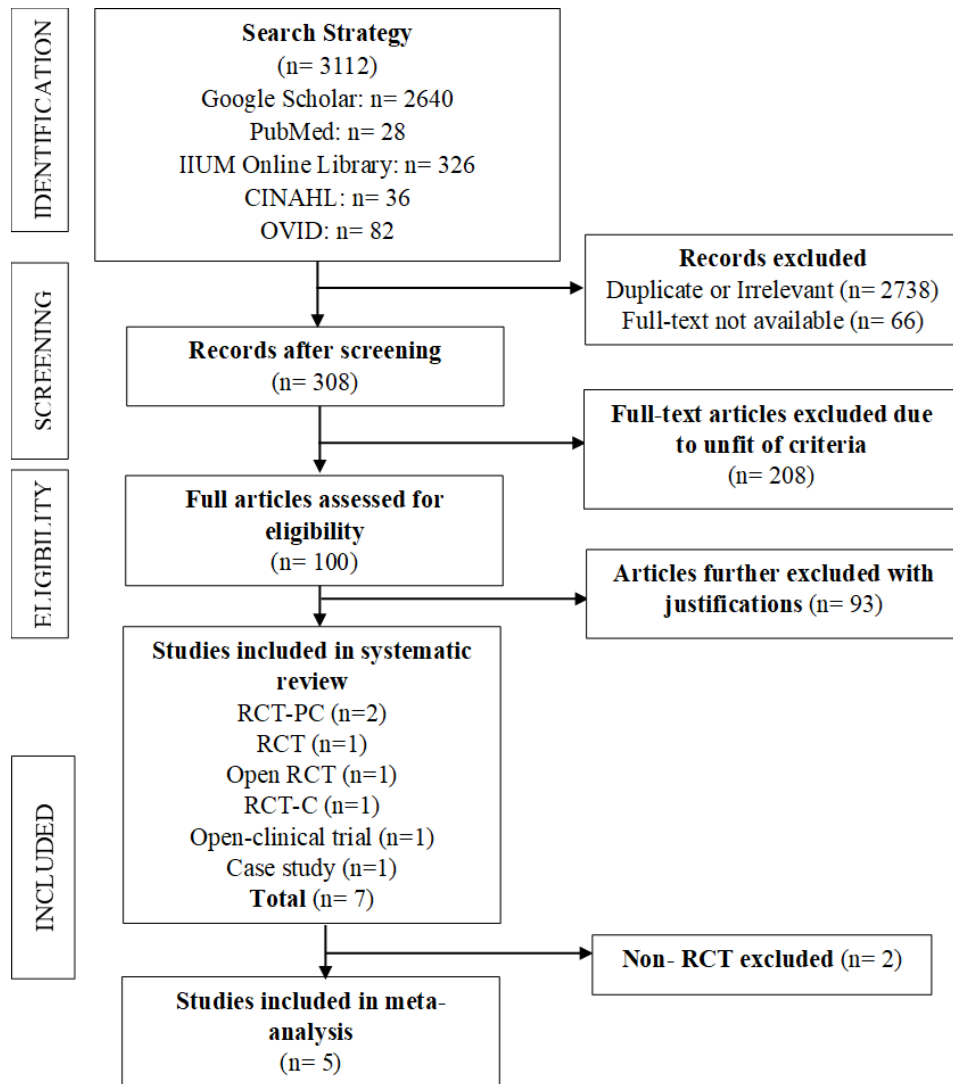 IDENTIFICATION
Search Strategy
(n= 3112)
Google Scholar: n= 2640
PubMed: n= 28
IIUM Online Library: n= 326
CINAHL: n= 36
OVID: n= 82
SCREENING
Records excluded
Duplicate or Irrelevant (n= 2738)
Full-text not available (n= 66)
Records after screening
(n= 308)
Full-text articles excluded due
to unfit of criteria
(n= 208)
ELIGIBILITY
Full articles assessed for
eligibility
(n= 100)
Articles further excluded with
justifications (n= 93)
INCLUDED
Studies included in systematic
review
RCT-PC (n=2)
RCT (n=1)
Open RCT (n=1)
RCT-C (n=1)
Open-clinical trial (n=1)
Case study (n=1)
Total (n= 7)
Non- RCT excluded (n= 2)
Studies included in meta-
analysis
(n= 5)